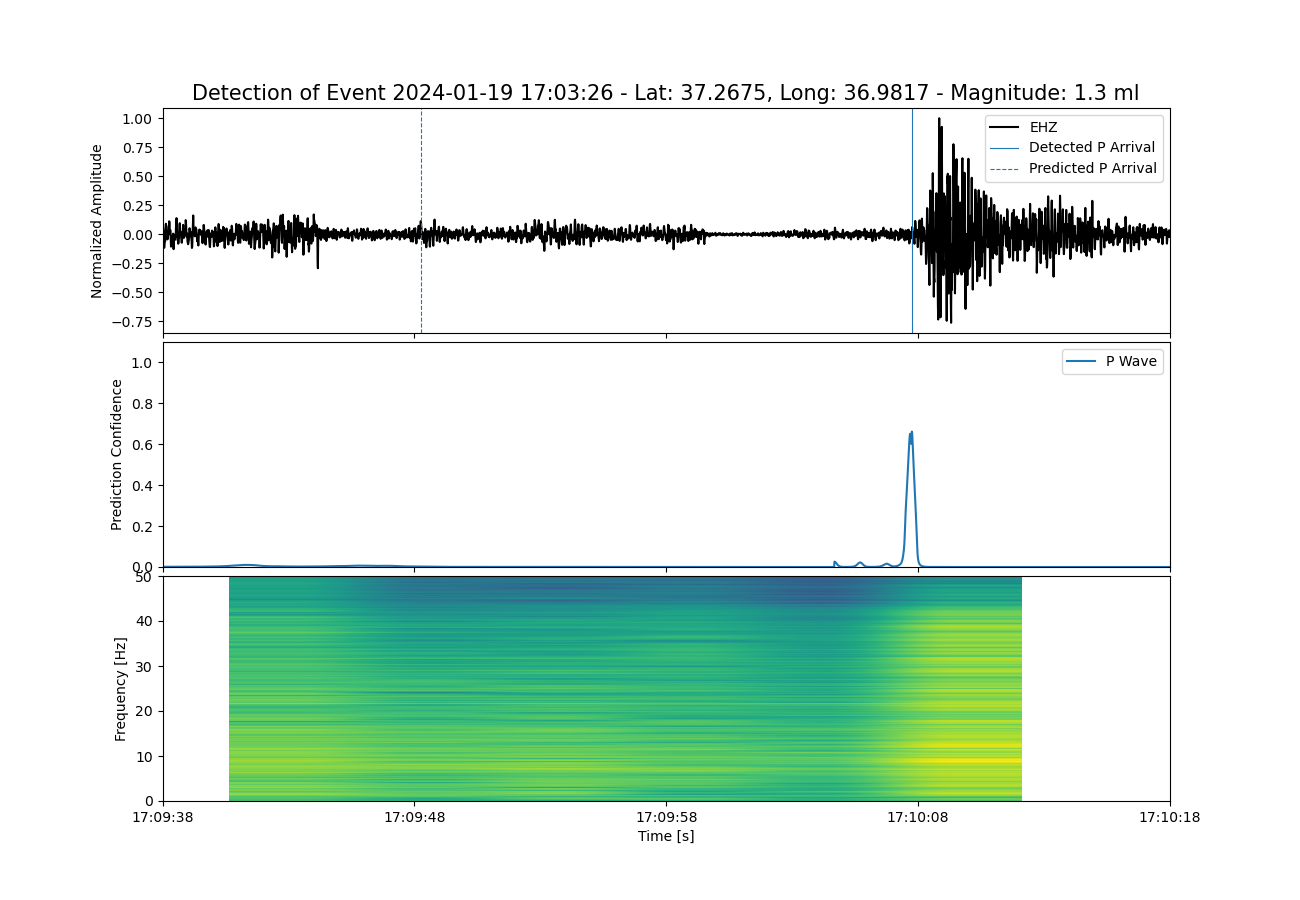 Detection of Event 2024-01-19 17:03:26 - Lat: 37.2675, Long: 36.9817 - Magnitude: 1.3 ml
Normalized Amplitude
1.00
0.75
0.50
0.25
0.00
−0.25
−0.50
−0.75
EHZ
Detected P Arrival
Predicted P Arrival
Prediction Confidence
1.0
0.8
0.6
0.4
0.2
0.0
P Wave
Frequency [Hz]
50
40
30
20
10
0
17:09:38 17:09:48 17:09:58 17:10:08 17:10:18
Time [s]